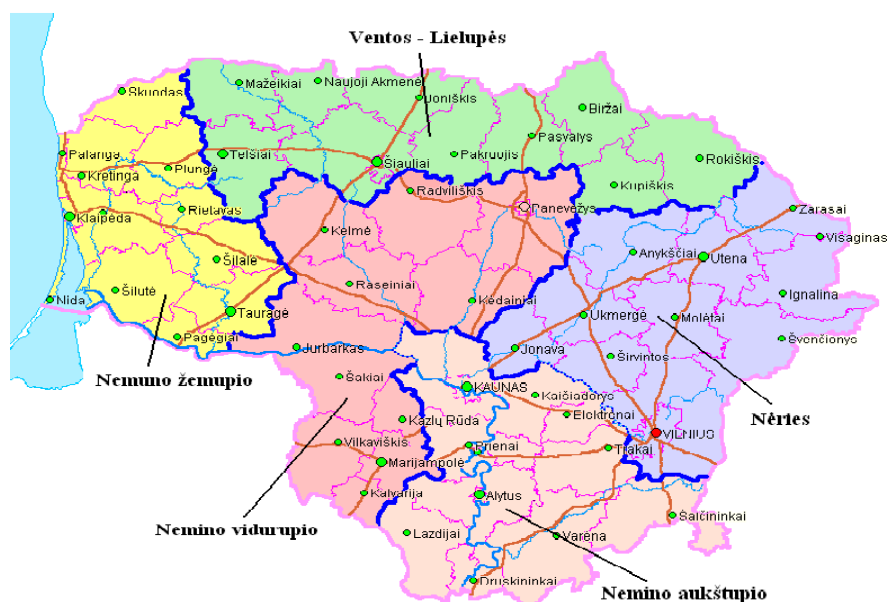 Ventos - Lielupės
Skuodas
Mažeikiai
Naujoji Akmenė
Joniškis
Biržai
Pasvalys
Palanga
Kretinga
Plungė
Telšiai
Šiauliai
Pakruojis
Rokiškis
Kupiškis
Radviliškis
Panevėžys
Zarasai
Rietavas
Klaipėda
Kelmė
Visaginas
Anykščiai
Utena
Šilalė
Nida
Šilutė
Raseiniai
Kėdainiai
Ignalina
Tauragė
Ukmergė
Molėtai
Pagėgiai
Jurbarkas
Jonava
Širvintos
Švenčionys
Nemuno žemupio
Šakiai
KAUNAS
Kaišiadorys
Elektrėnai
Nėries
Kazlų Rūda
Vilkaviškis
Prienai
VILNIUS
Trakai
Marijampolė
Kalvarija
Alytus
Šalčininkai
Nemino vidurupio
Lazdijai
Varėna
Druskininkai
Nemino aukštupio